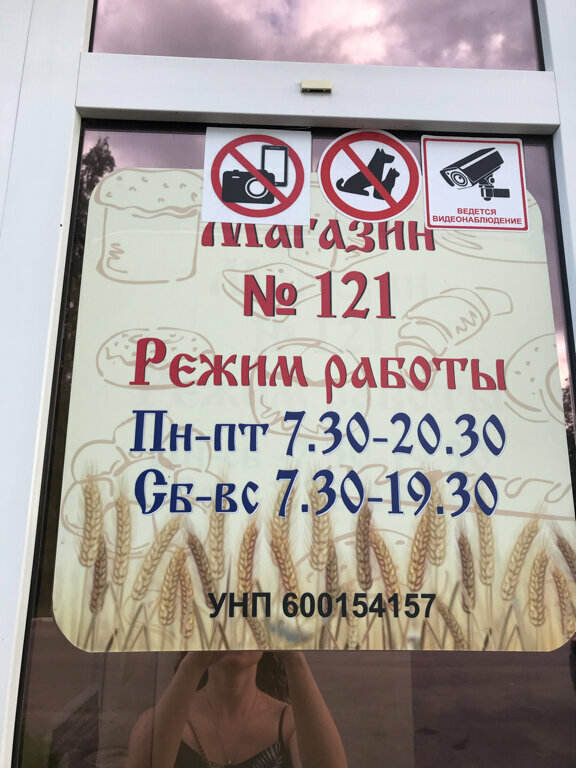 ВЕДЕТСЯ
ВИДЕОНАБЛЮДЕНИЕ
Магазин
№ 121
Режим работы
Пн-пт 7.30-20.30
Сб-вс 7.30-19.30
УНП 600154157